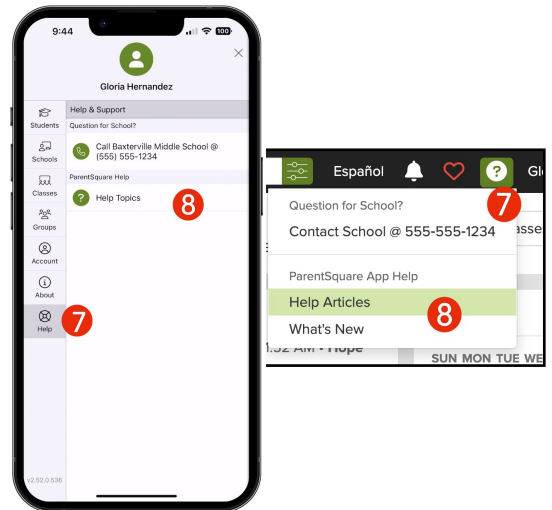 9:44
100
Gloria Hernandez
Students
Schools
Classes
Groups
Account
About
Help
7
v2.52.0.536
Help & Support
Question for School?
Call Baxterville Middle School @
(555) 555-1234
ParentSquare Help
?
Help Topics
8
Español
?
7
Question for School?
Contact School @ 555-555-1234
ParentSquare App Help
Help Articles
8
What's New
AM • Hope
SUN MON TUE WE